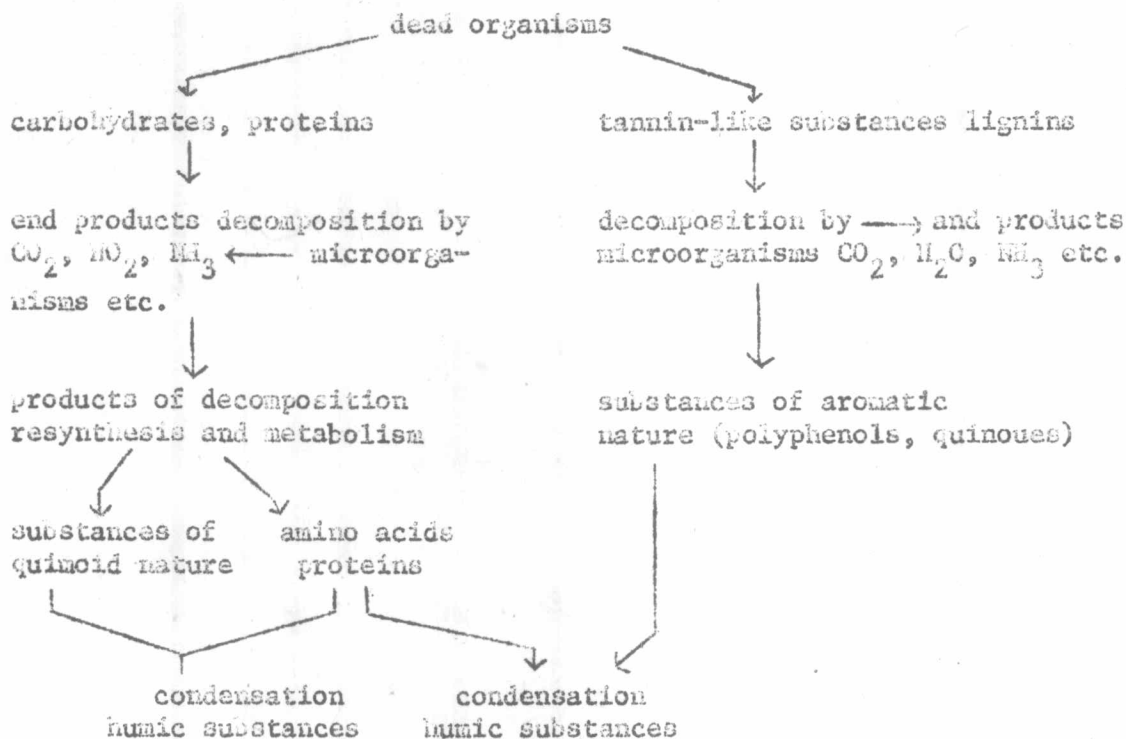 dead organisms
carbohydrates, proteins
tannin-like substances lignins
end products decomposition by
CO₂, HO₂, NH₃ ← microorga-
nisms etc.
decomposition by → and products
microorganisms CO₂, H₂O, NH₃ etc.
products of decomposition
resynthesis and metabolism
substances of aromatic
nature (polyphenols, quinoues)
substances of
quimoid nature
amino acids
proteins
condensation
humic substances
condensation
humic substances